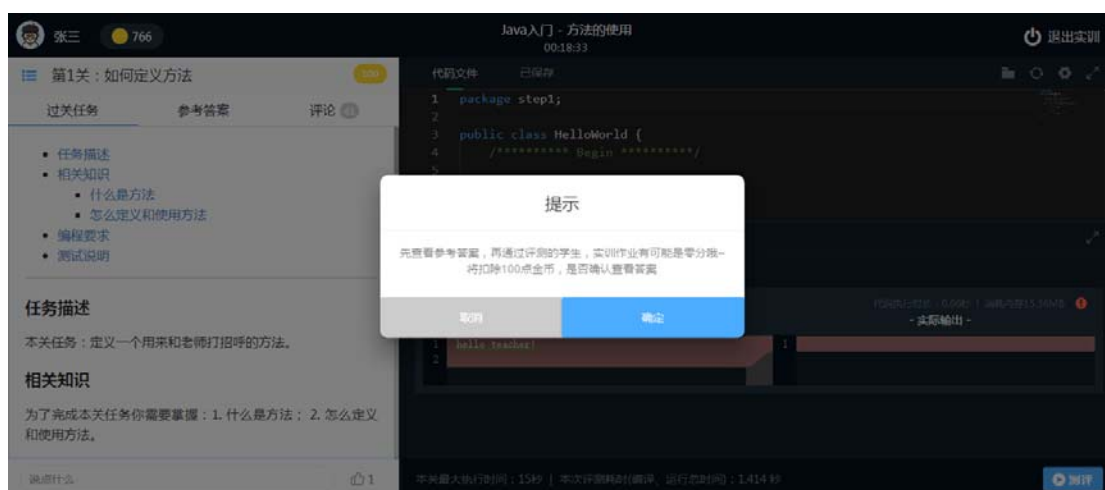 张三
766
Java入门 - 方法的使用
00:18:33
退出实训
第1关：如何定义方法
100
过关任务
参考答案
评论
任务描述
相关知识
什么是方法
怎么定义和使用方法
编程要求
测试说明
任务描述
本关任务：定义一个用来和老师打招呼的方法。
相关知识
为了完成本关任务你需要掌握：1. 什么是方法； 2. 怎么定义
和使用方法。
说点什么
1
代码文件
已保存
1 package step1;
2
3 public class HelloWorld {
4 /********** Begin **********/
5
提示
先查看参考答案，再通过评测的学生，实训作业有可能是零分哦~
将扣除100点金币，是否确认查看答案
取消
确定
- 实际输出 -
1 hello teacher!
2
1
本关最大执行时间：15秒 | 本次评测耗时(编译、运行总时间)：1.414 秒
测评